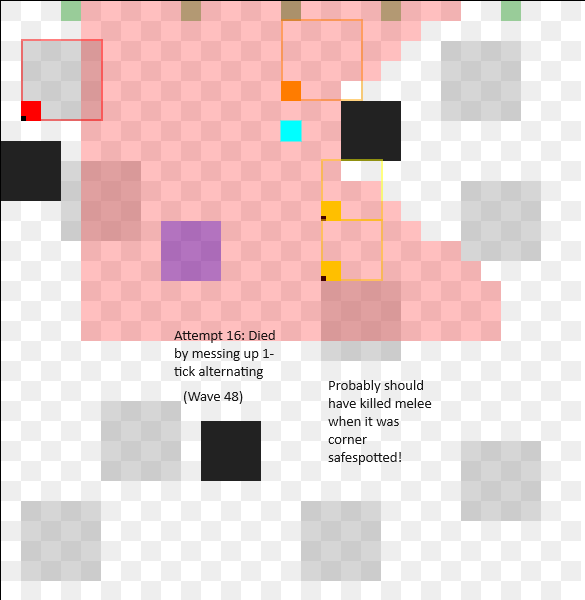 Attempt 16: Died
by messing up 1-
tick alternating
(Wave 48)
Probably should
have killed melee
when it was
corner
safespotted!